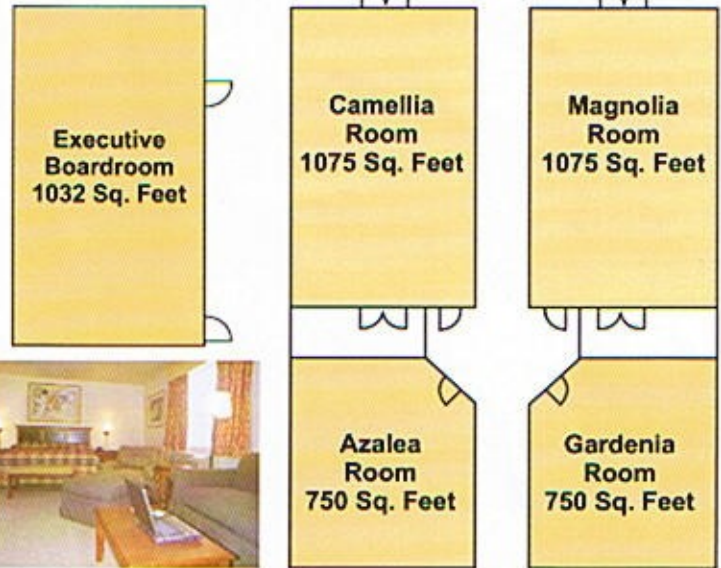 Executive
Boardroom
1032 Sq. Feet
Camellia
Room
1075 Sq. Feet
Magnolia
Room
1075 Sq. Feet
Azalea
Room
750 Sq. Feet
Gardenia
Room
750 Sq. Feet